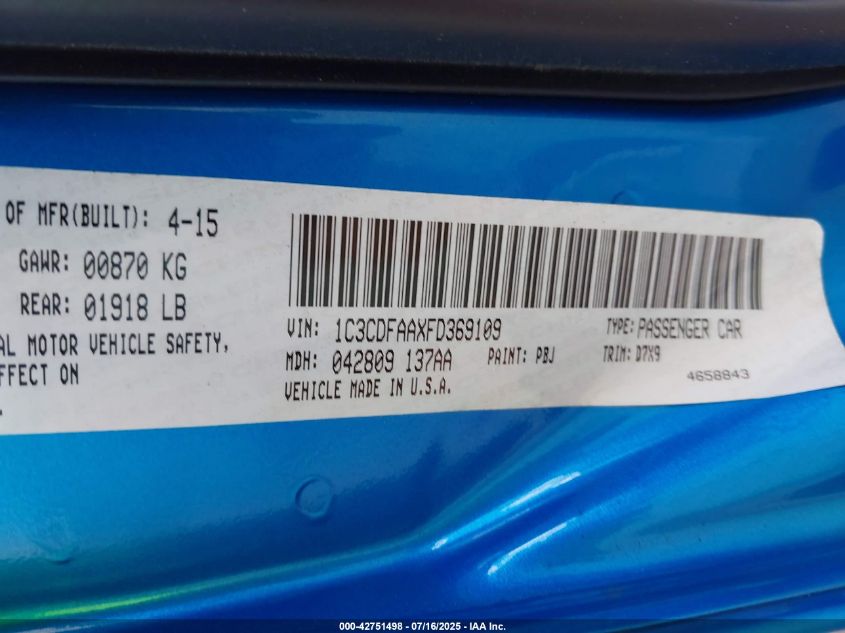 OF MFR(BUILT): 4-15
GAWR: 00870 KG
REAR: 01918 LB
AL MOTOR VEHICLE SAFETY,
FFECT ON
VIN: 1C3CDFAAXFD369109
TYPE: PASSENGER CAR
MDH: 042809 137AA
PAINT: PBJ
TRIM: D7X9
VEHICLE MADE IN U.S.A.
4658843
000-42751498 - 07/16/2025 - IAA Inc.